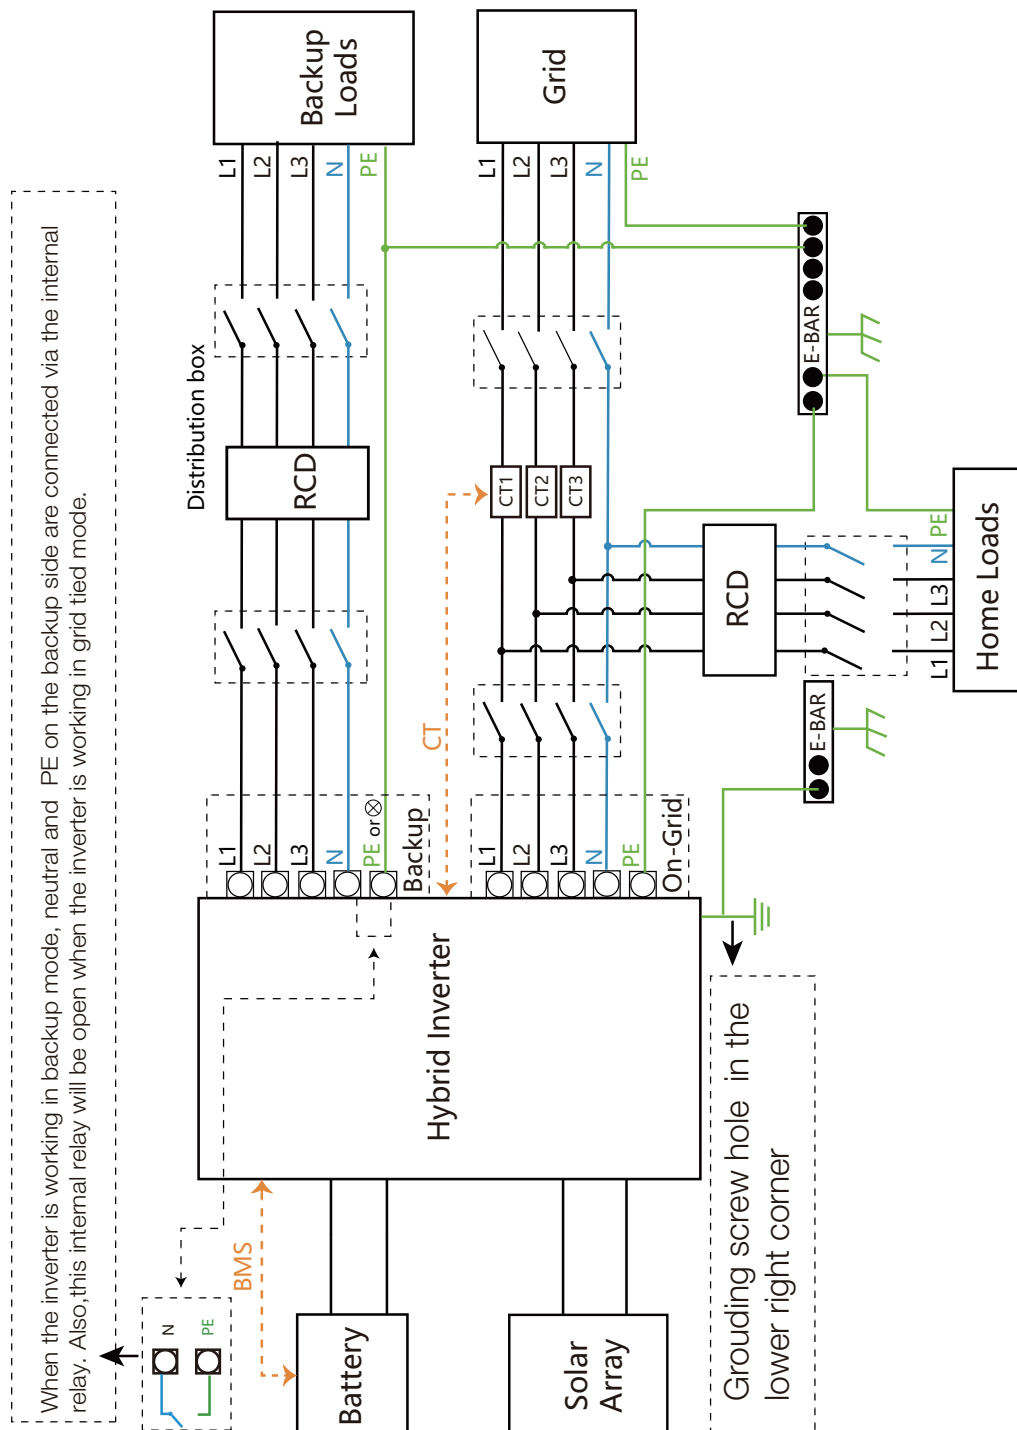 When the inverter is working in backup mode, neutral and PE on the backup side are connected via the internal
relay. Also,this internal relay will be open when the inverter is working in grid tied mode.
N
PE
BMS
Battery
Solar
Array
Hybrid Inverter
Grouding screw hole in the
lower right corner
L1
L2
L3
N
PE or
Backup
CT
L1
L2
L3
N
PE
On-Grid
E-BAR
Distribution box
RCD
CT1
CT2
CT3
RCD
L1
L2
L3
N
PE
Home Loads
E-BAR
L1
L2
L3
N
PE
Backup
Loads
L1
L2
L3
N
PE
Grid